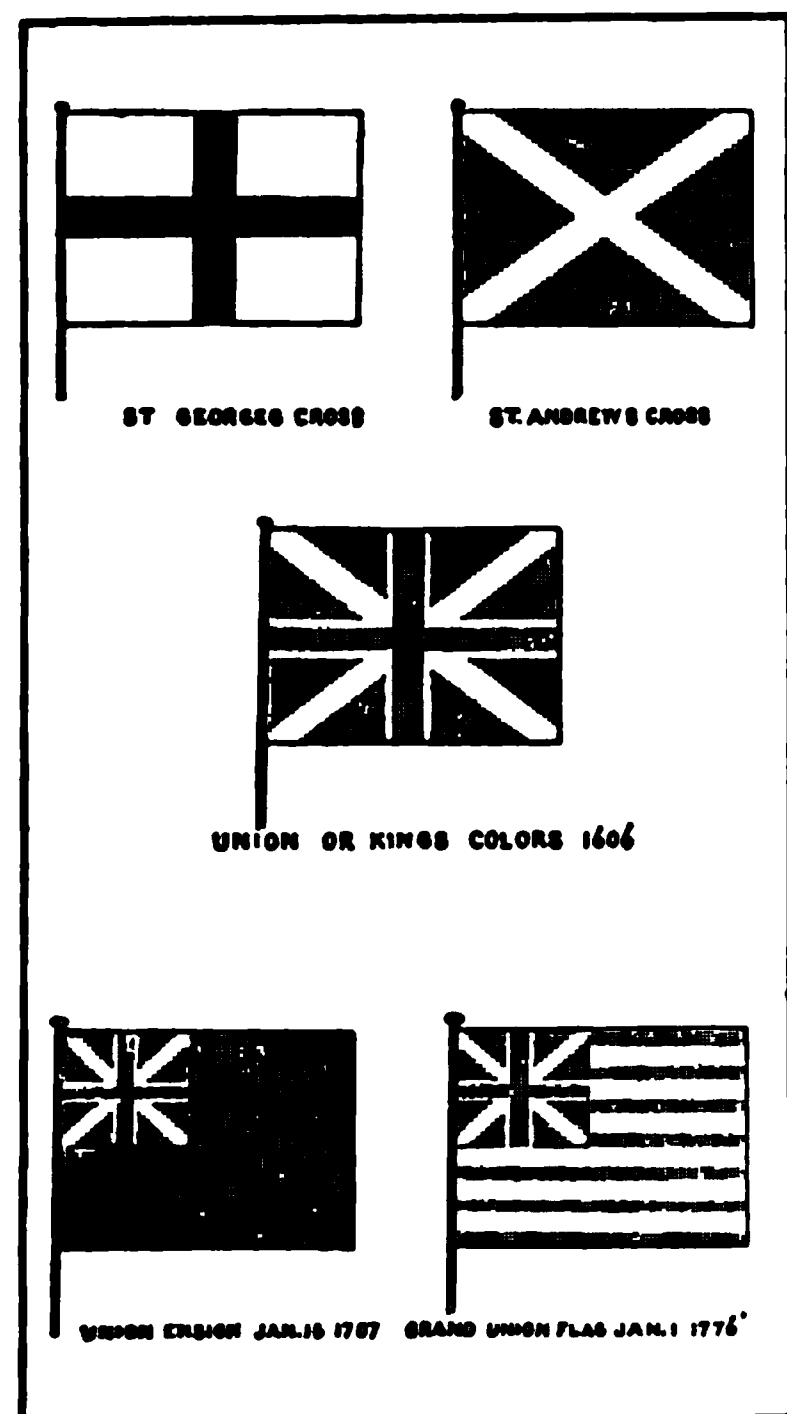 ST GEORGES CROSS
ST. ANDREWS CROSS
UNION OR KINGS COLORS 1606
UNION ENSIGN JAN. 16 1707
GRAND UNION FLAG JAN. 1 1776